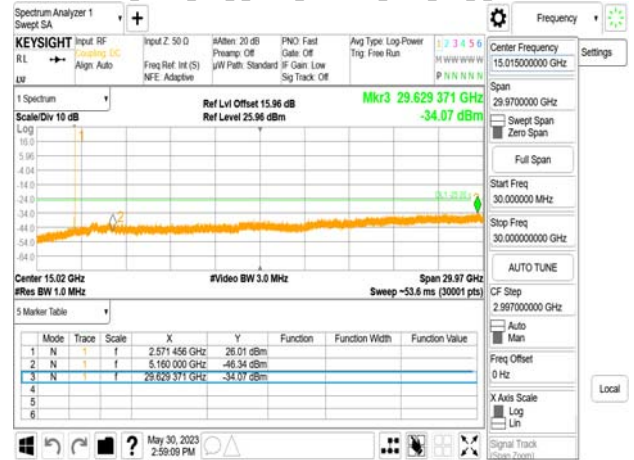 Spectrum Analyzer 1
Swept SA
+
Frequency
KEYSIGHT
RL
Input: RF
Coupling: DC
Align: Auto
Input Z: 50 Ω
Freq Ref: Int (S)
NFE: Adaptive
#Atten: 20 dB
Preamp: Off
µW Path: Standard
PNO: Fast
Gate: Off
IF Gain: Low
Sig Track: Off
Avg Type: Log-Power
Trig: Free Run
1 2 3 4 5 6
M W W W W W
P N N N N N
1 Spectrum
Scale/Div 10 dB
Ref Lvl Offset 15.96 dB
Ref Level 25.96 dBm
Mkr3 29.629 371 GHz
-34.07 dBm
Log
16.0
5.96
-4.04
-14.0
-24.0
-34.0
-44.0
-54.0
-64.0
1
2
Center 15.02 GHz
#Res BW 1.0 MHz
#Video BW 3.0 MHz
Span 29.97 GHz
Sweep ~53.6 ms (30001 pts)
5 Marker Table
Mode Trace Scale X Y Function Function Width Function Value
1 N 1 f 2.571 456 GHz 26.01 dBm
2 N 1 f 5.160 000 GHz -46.34 dBm
3 N 1 f 29.629 371 GHz -34.07 dBm
4
5
6
May 30, 2023
2:59:09 PM
Center Frequency
15.015000000 GHz
Span
29.9700000 GHz
Swept Span
Zero Span
Full Span
Start Freq
30.000000 MHz
Stop Freq
30.000000000 GHz
AUTO TUNE
CF Step
2.997000000 GHz
Auto
Man
Freq Offset
0 Hz
X Axis Scale
Log
Lin
Signal Track
(Span Zoom)
Settings
Local